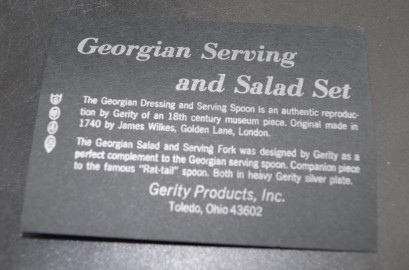 Georgian Serving
and Salad Set
The Georgian Dressing and Serving Spoon is an authentic reproduc-
tion by Gerity of an 18th century museum piece. Original made in
1740 by James Wilkes, Golden Lane, London.
The Georgian Salad and Serving Fork was designed by Gerity as a
perfect complement to the Georgian serving spoon. Companion piece
to the famous "Rat-tail" spoon. Both in heavy Gerity silver plate.
Gerity Products, Inc.
Toledo, Ohio 43602